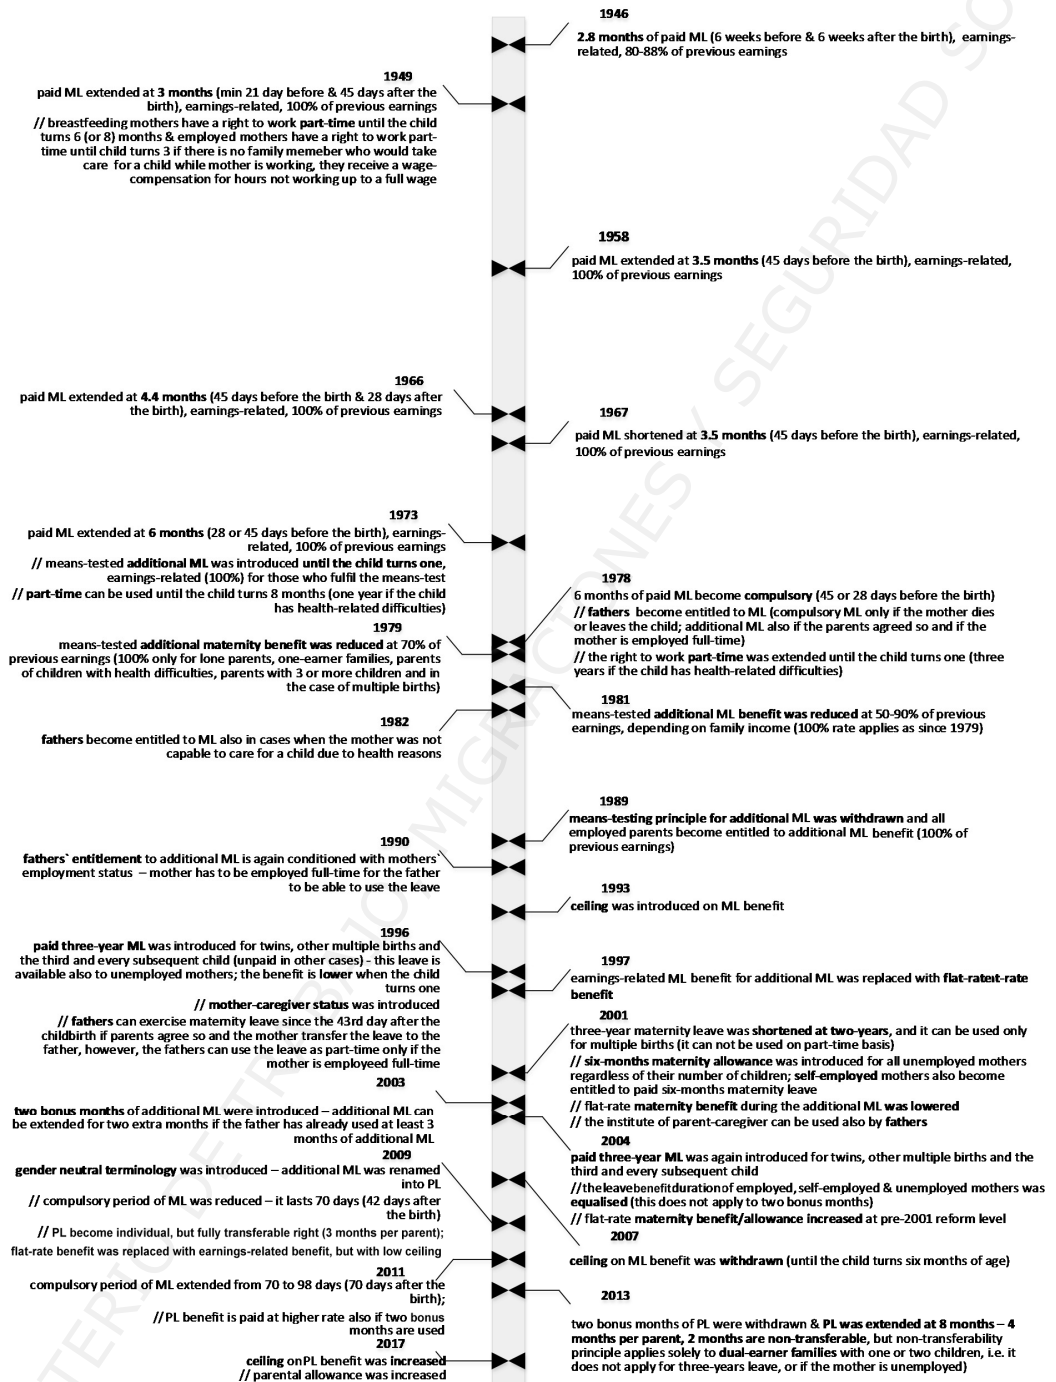 1946
2.8 months of paid ML (6 weeks before & 6 weeks after the birth), earnings-
related, 80-88% of previous earnings
1949
paid ML extended at 3 months (min 21 day before & 45 days after the
birth), earnings-related, 100% of previous earnings
// breastfeeding mothers have a right to work part-time until the child
turns 6 (or 8) months & employed mothers have a right to work part-
time until child turns 3 if there is no family memeber who would take
care for a child while mother is working, they receive a wage-
compensation for hours not working up to a full wage
1958
paid ML extended at 3.5 months (45 days before the birth), earnings-related,
100% of previous earnings
1966
paid ML extended at 4.4 months (45 days before the birth & 28 days after
the birth), earnings-related, 100% of previous earnings
1967
paid ML shortened at 3.5 months (45 days before the birth), earnings-related,
100% of previous earnings
1973
paid ML extended at 6 months (28 or 45 days before the birth), earnings-
related, 100% of previous earnings
// means-tested additional ML was introduced until the child turns one,
earnings-related (100%) for those who fulfil the means-test
// part-time can be used until the child turns 8 months (one year if the child
has health-related difficulties)
1978
6 months of paid ML become compulsory (45 or 28 days before the birth)
// fathers become entitled to ML (compulsory ML only if the mother dies
or leaves the child; additional ML also if the parents agreed so and if the
mother is employed full-time)
// the right to work part-time was extended until the child turns one (three
years if the child has health-related difficulties)
1979
means-tested additional maternity benefit was reduced at 70% of
previous earnings (100% only for lone parents, one-earner families, parents
of children with health difficulties, parents with 3 or more children and in
the case of multiple births)
1981
means-tested additional ML benefit was reduced at 50-90% of previous
earnings, depending on family income (100% rate applies as since 1979)
1982
fathers become entitled to ML also in cases when the mother was not
capable to care for a child due to health reasons
1989
means-testing principle for additional ML was withdrawn and all
employed parents become entitled to additional ML benefit (100% of
previous earnings)
1990
fathers` entitlement to additional ML is again conditioned with mothers`
employment status – mother has to be employed full-time for the father
to be able to use the leave
1993
ceiling was introduced on ML benefit
1996
paid three-year ML was introduced for twins, other multiple births and
the third and every subsequent child (unpaid in other cases) - this leave is
available also to unemployed mothers; the benefit is lower when the child
turns one
// mother-caregiver status was introduced
// fathers can exercise maternity leave since the 43rd day after the
childbirth if parents agree so and the mother transfer the leave to the
father, however, the fathers can use the leave as part-time only if the
mother is employeed full-time
1997
earnings-related ML benefit for additional ML was replaced with flat-rateıt-rate
benefit
2001
three-year maternity leave was shortened at two-years, and it can be used only
for multiple births (it can not be used on part-time basis)
// six-months maternity allowance was introduced for all unemployed mothers
regardless of their number of children; self-employed mothers also become
entitled to paid six-months maternity leave
// flat-rate maternity benefit during the additional ML was lowered
// the institute of parent-caregiver can be used also by fathers
2003
two bonus months of additional ML were introduced – additional ML can
be extended for two extra months if the father has already used at least 3
months of additional ML
2004
paid three-year ML was again introduced for twins, other multiple births and the
third and every subsequent child
//the leave benefit duration of employed, self-employed & unemployed mothers was
equalised (this does not apply to two bonus months)
// flat-rate maternity benefit/allowance increased at pre-2001 reform level
2007
ceiling on ML benefit was withdrawn (until the child turns six months of age)
2009
gender neutral terminology was introduced – additional ML was renamed
into PL
// compulsory period of ML was reduced – it lasts 70 days (42 days after
the birth)
// PL become individual, but fully transferable right (3 months per parent);
flat-rate benefit was replaced with earnings-related benefit, but with low ceiling
2011
compulsory period of ML extended from 70 to 98 days (70 days after the
birth);
// PL benefit is paid at higher rate also if two bonus
months are used
2013
two bonus months of PL were withdrawn & PL was extended at 8 months – 4
months per parent, 2 months are non-transferable, but non-transferability
principle applies solely to dual-earner families with one or two children, i.e. it
does not apply for three-years leave, or if the mother is unemployed)
2017
ceiling on PL benefit was increased
// parental allowance was increased
TERIO DE TRABAJO, MIGRACIONES Y SEGURIDAD SO